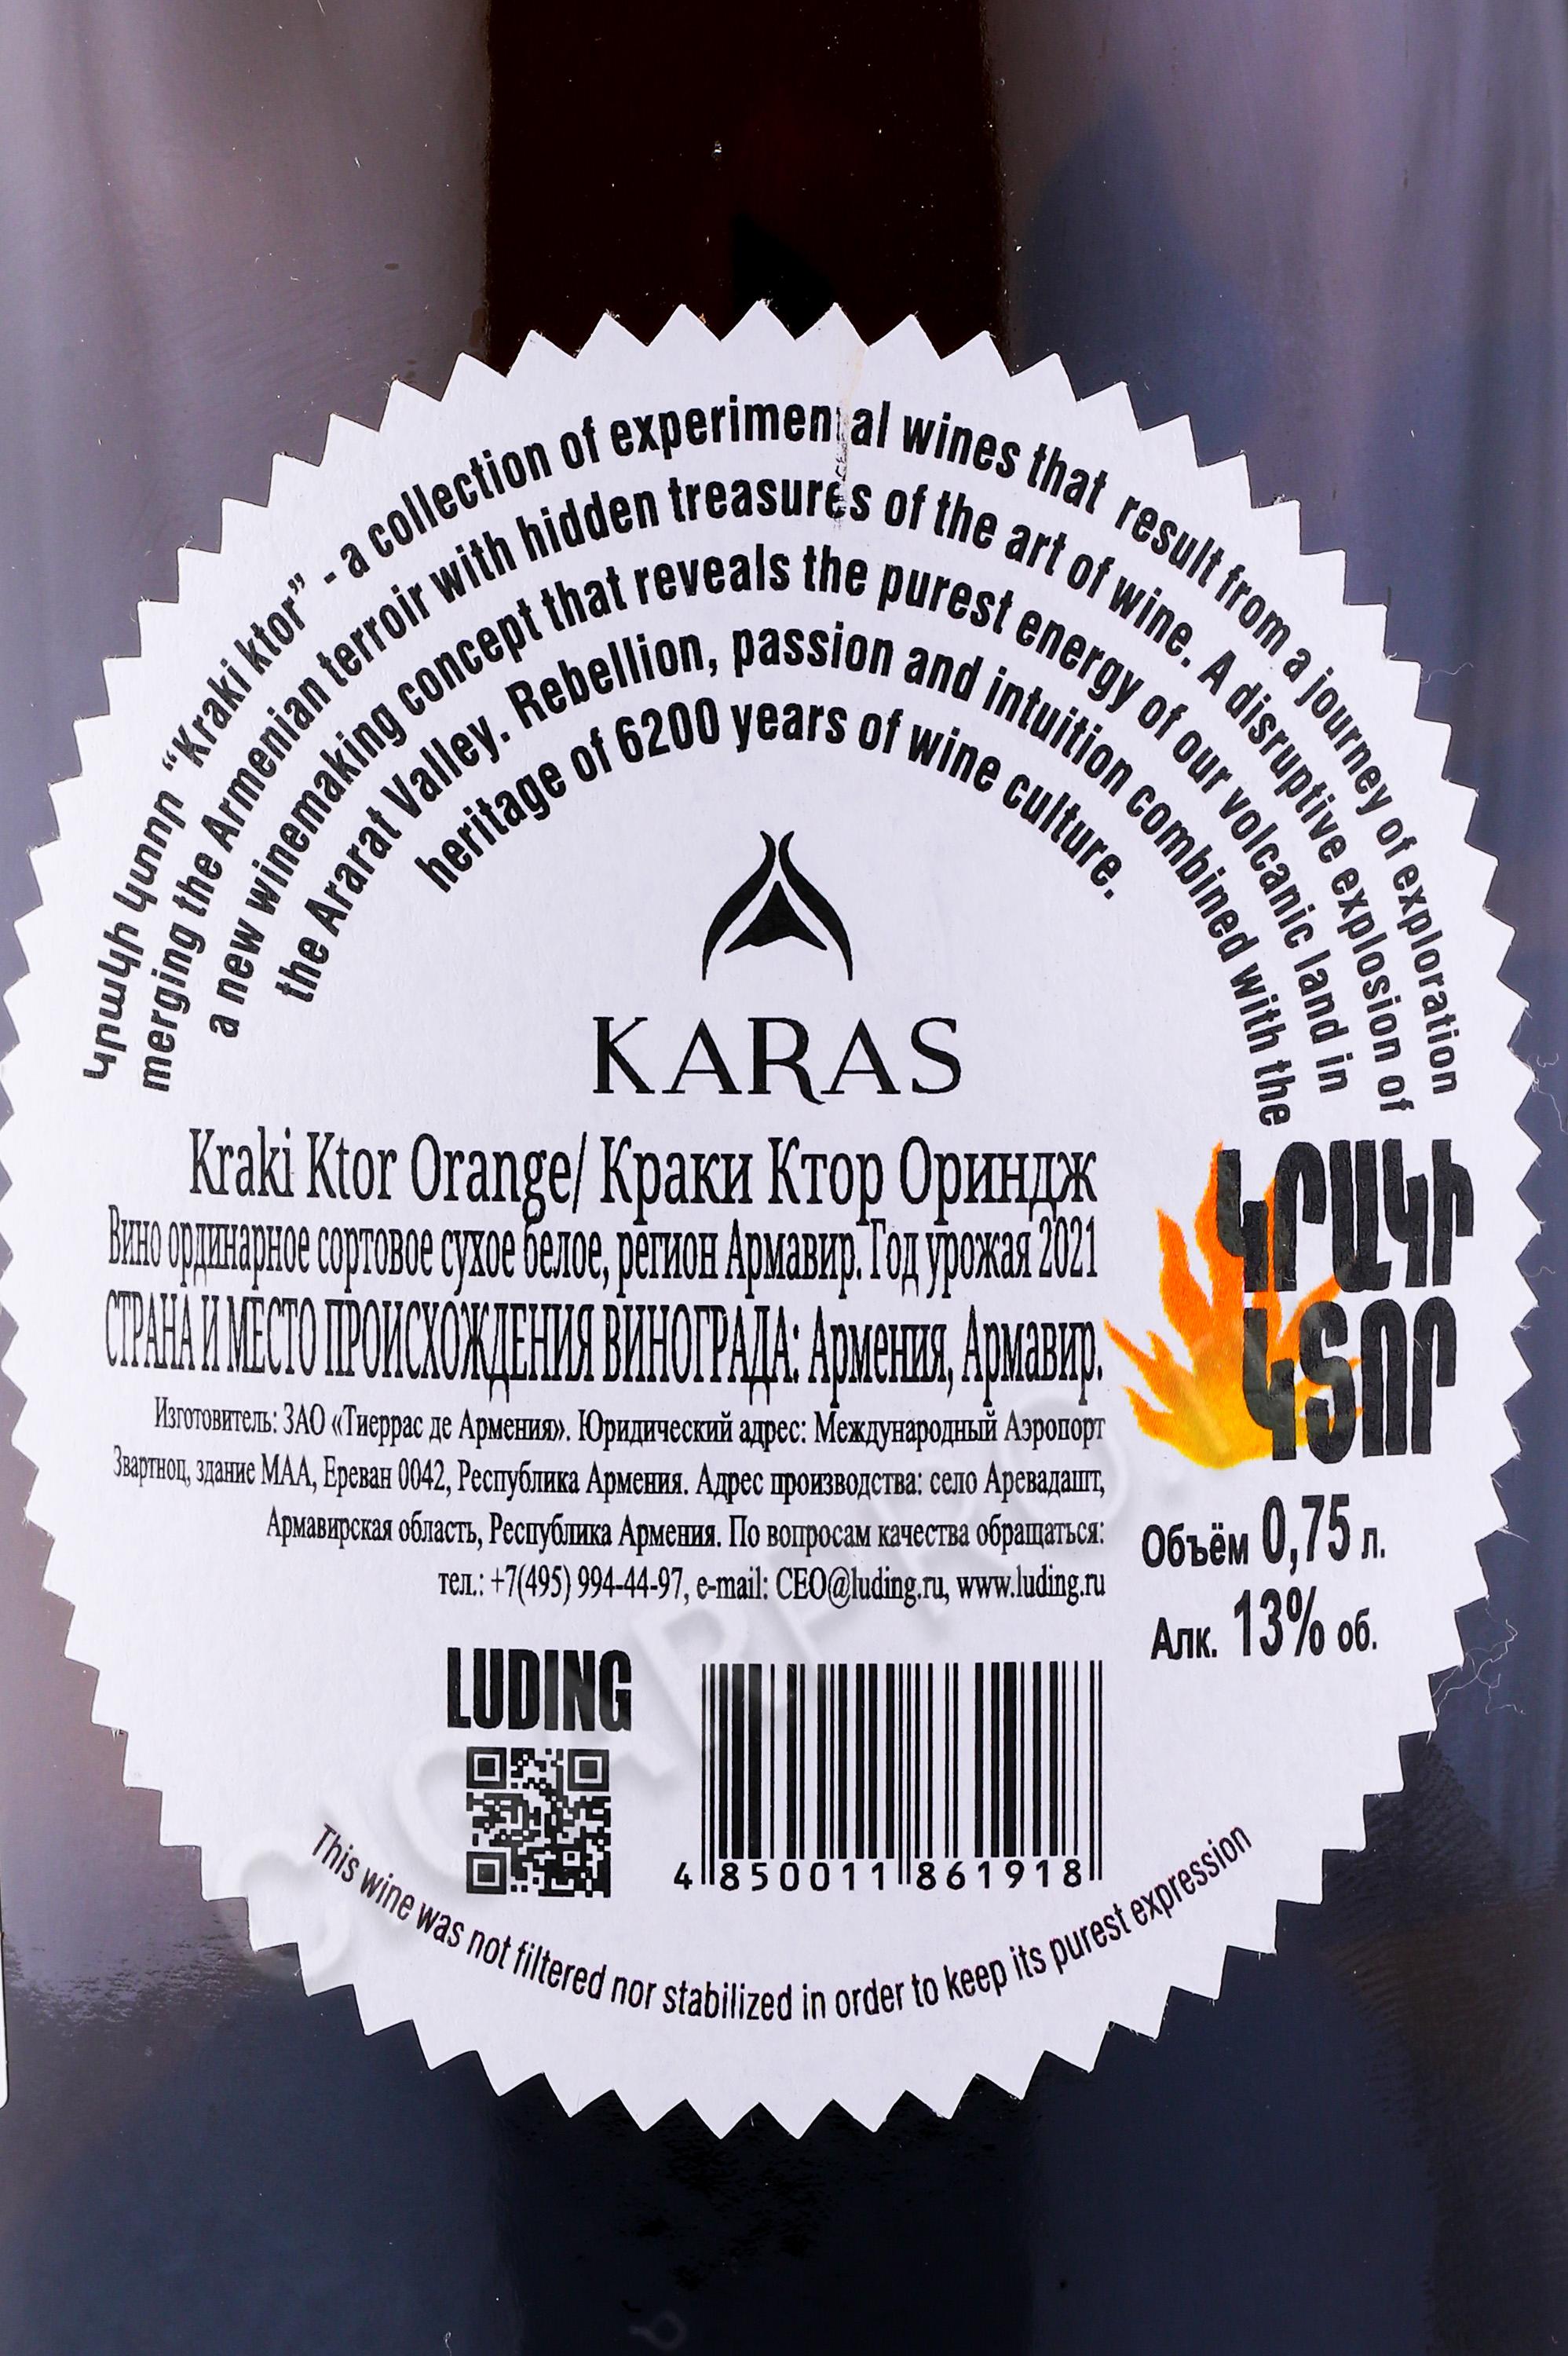 Կրակի կտոր “Kraki ktor” - a collection of experimental wines that result from a journey of exploration
merging the Armenian terroir with hidden treasures of the art of wine. A disruptive explosion of
a new winemaking concept that reveals the purest energy of our volcanic land in
the Ararat Valley. Rebellion, passion and intuition combined with the
heritage of 6200 years of wine culture.
KARAS
Kraki Ktor Orange/ Краки Ктор Ориндж
Вино ординарное сортовое сухое белое, регион Армавир. Год урожая 2021
СТРАНА И МЕСТО ПРОИСХОЖДЕНИЯ ВИНОГРАДА: Армения, Армавир.
Изготовитель: ЗАО «Тиеррас де Армения». Юридический адрес: Международный Аэропорт
Звартноц, здание МАА, Ереван 0042, Республика Армения. Адрес производства: село Аревадашт,
Армавирская область, Республика Армения. По вопросам качества обращаться:
тел.: +7(495) 994-44-97, e-mail: CEO@luding.ru, www.luding.ru
ԿՐԱԿԻ
ԿՏՈՐ
Объём 0,75 л.
Алк. 13% об.
LUDING
4 850011 861918
This wine was not filtered nor stabilized in order to keep its purest expression